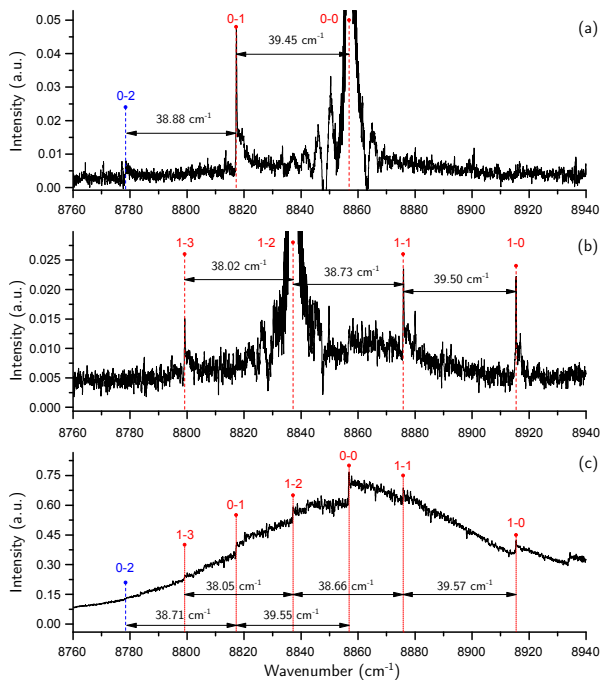 (a)
0-1
0-0
39.45 cm⁻¹
0-2
38.88 cm⁻¹
Intensity (a.u.)
0.05
0.04
0.03
0.02
0.01
0.00
8760 8780 8800 8820 8840 8860 8880 8900 8920 8940
(b)
1-3 1-2 1-1 1-0
38.02 cm⁻¹ 38.73 cm⁻¹ 39.50 cm⁻¹
Intensity (a.u.)
0.025
0.020
0.015
0.010
0.005
0.000
8760 8780 8800 8820 8840 8860 8880 8900 8920 8940
(c)
0-0
1-1
1-2
0-1
1-0
1-3
0-2
38.05 cm⁻¹ 38.66 cm⁻¹ 39.57 cm⁻¹
38.71 cm⁻¹ 39.55 cm⁻¹
Intensity (a.u.)
0.75
0.60
0.45
0.30
0.15
0.00
8760 8780 8800 8820 8840 8860 8880 8900 8920 8940
Wavenumber (cm⁻¹)